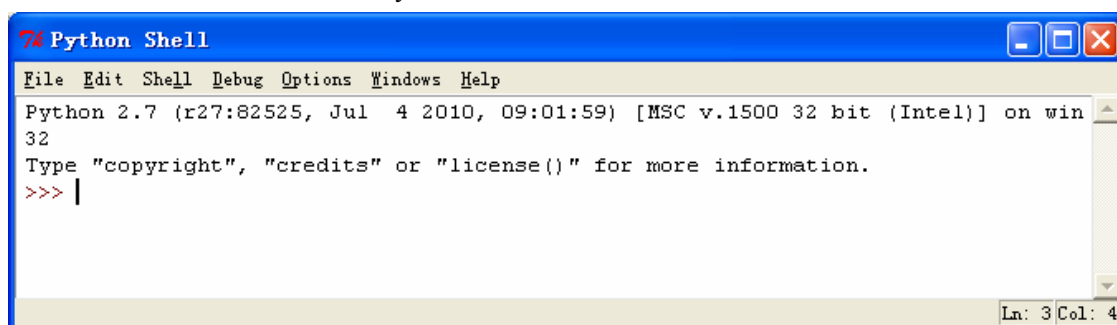 Python Shell
File Edit Shell Debug Options Windows Help
Python 2.7 (r27:82525, Jul  4 2010, 09:01:59) [MSC v.1500 32 bit (Intel)] on win
32
Type "copyright", "credits" or "license()" for more information.
>>>
Ln: 3 Col: 4